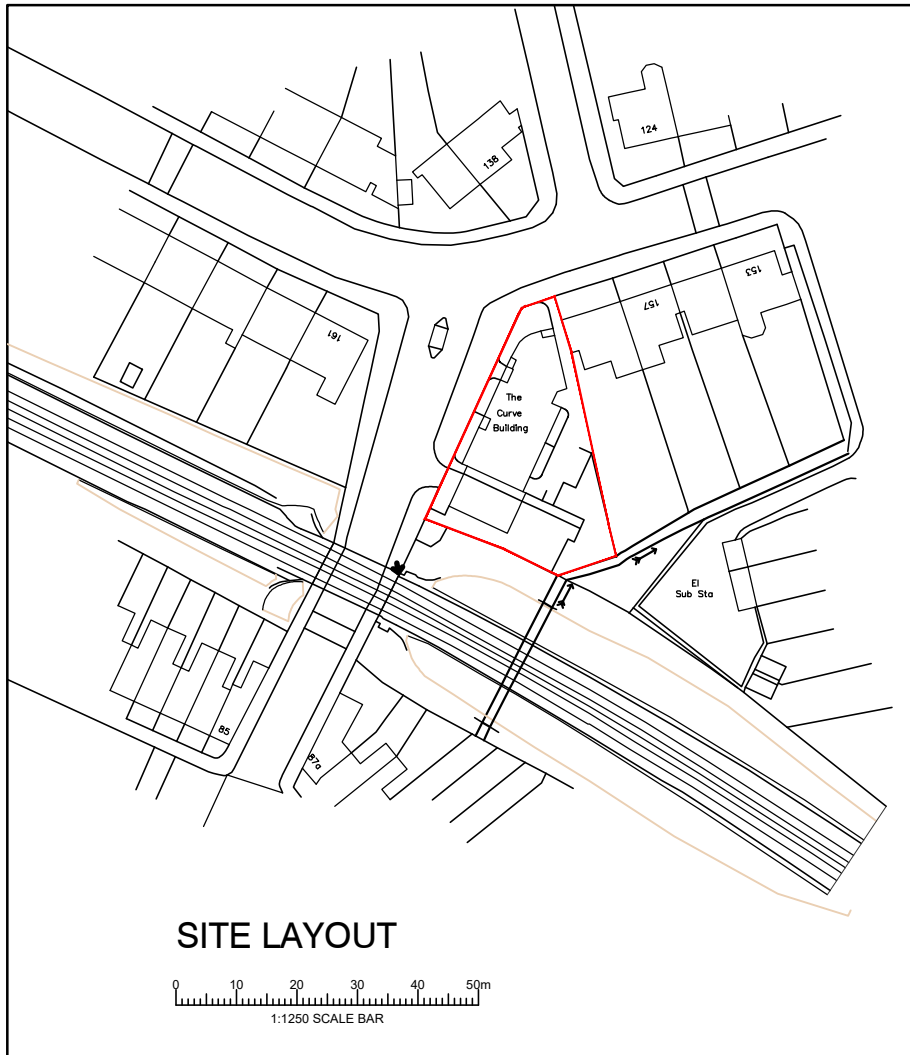 124
138
153
157
161
The
Curve
Building
El
Sub Sta
85
87a
SITE LAYOUT
0 10 20 30 40 50m
1:1250 SCALE BAR